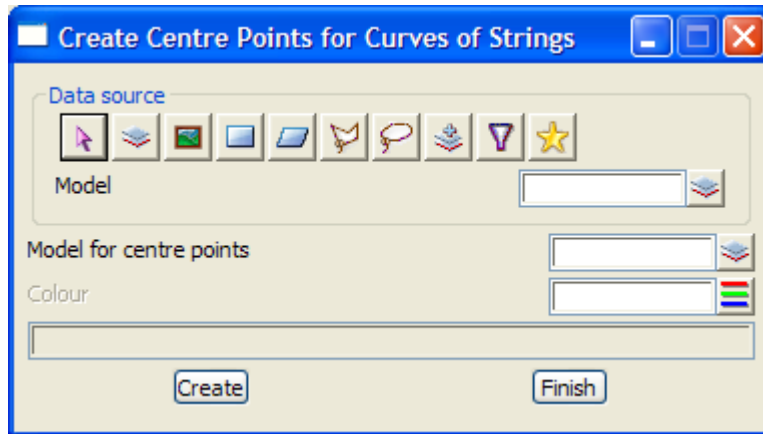 Create Centre Points for Curves of Strings
Data source
Model
Model for centre points
Colour
Create Finish